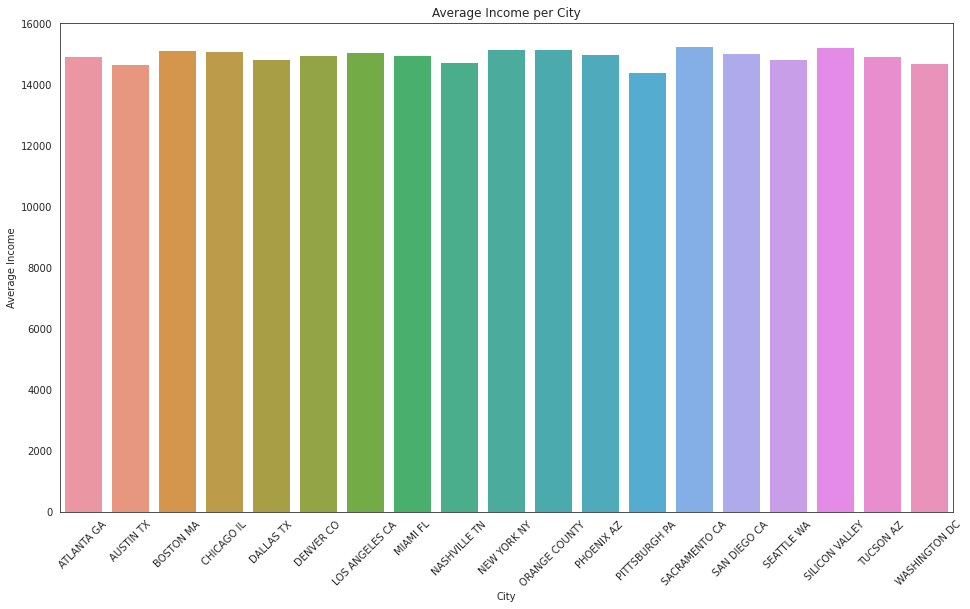 Average Income per City
16000
14000
12000
10000
8000
6000
4000
2000
0
Average Income
ATLANTA GA
AUSTIN TX
BOSTON MA
CHICAGO IL
DALLAS TX
DENVER CO
LOS ANGELES CA
MIAMI FL
NASHVILLE TN
NEW YORK NY
ORANGE COUNTY
PHOENIX AZ
PITTSBURGH PA
SACRAMENTO CA
SAN DIEGO CA
SEATTLE WA
SILICON VALLEY
TUCSON AZ
WASHINGTON DC
City